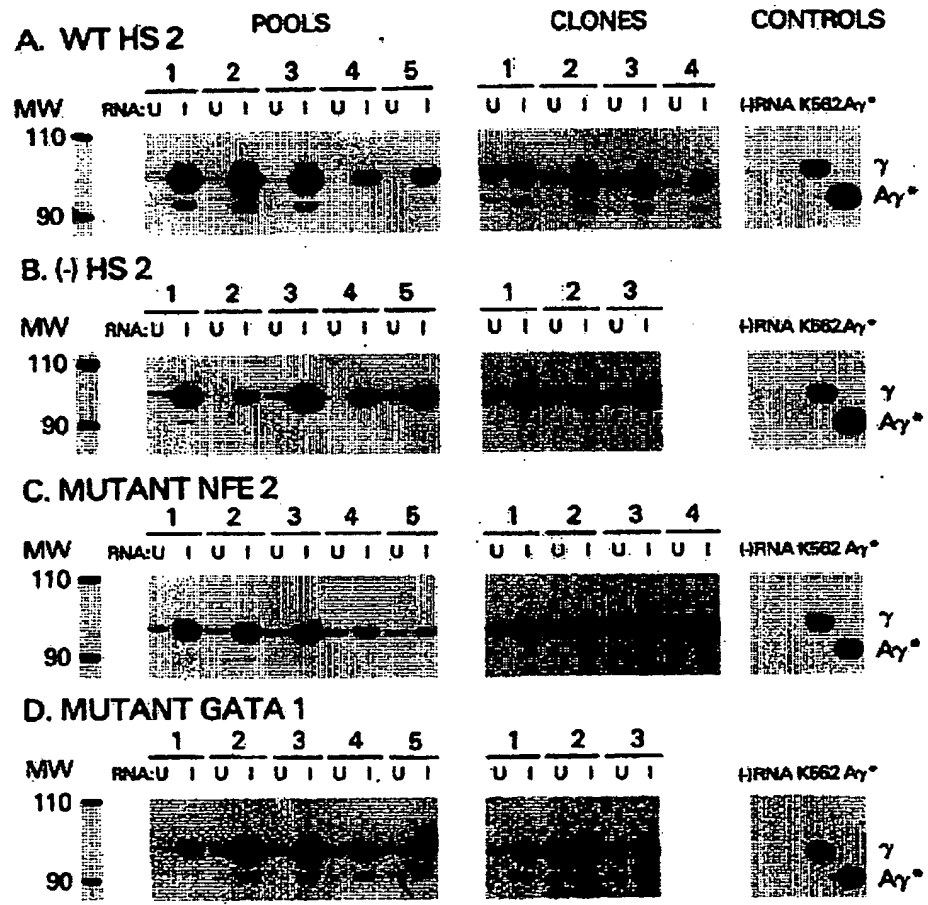 POOLS CLONES CONTROLS
A. WT HS 2
1 2 3 4 5 1 2 3 4
MW RNA: U I U I U I U I U I U I U I U I U I (-)RNA K562 Aγ*
110
γ
Aγ*
90
B. (-) HS 2
1 2 3 4 5 1 2 3
MW RNA: U I U I U I U I U I U I U I U I (-)RNA K562 Aγ*
110
γ
90 Aγ*
C. MUTANT NFE 2
1 2 3 4 5 1 2 3 4
MW RNA: U I U I U I U I U I U I U I U I U I (-)RNA K562 Aγ*
110
γ
90 Aγ*
D. MUTANT GATA 1
1 2 3 4 5 1 2 3
MW RNA: U I U I U I U I U I U I U I U I (-)RNA K562 Aγ*
110
γ
90 Aγ*